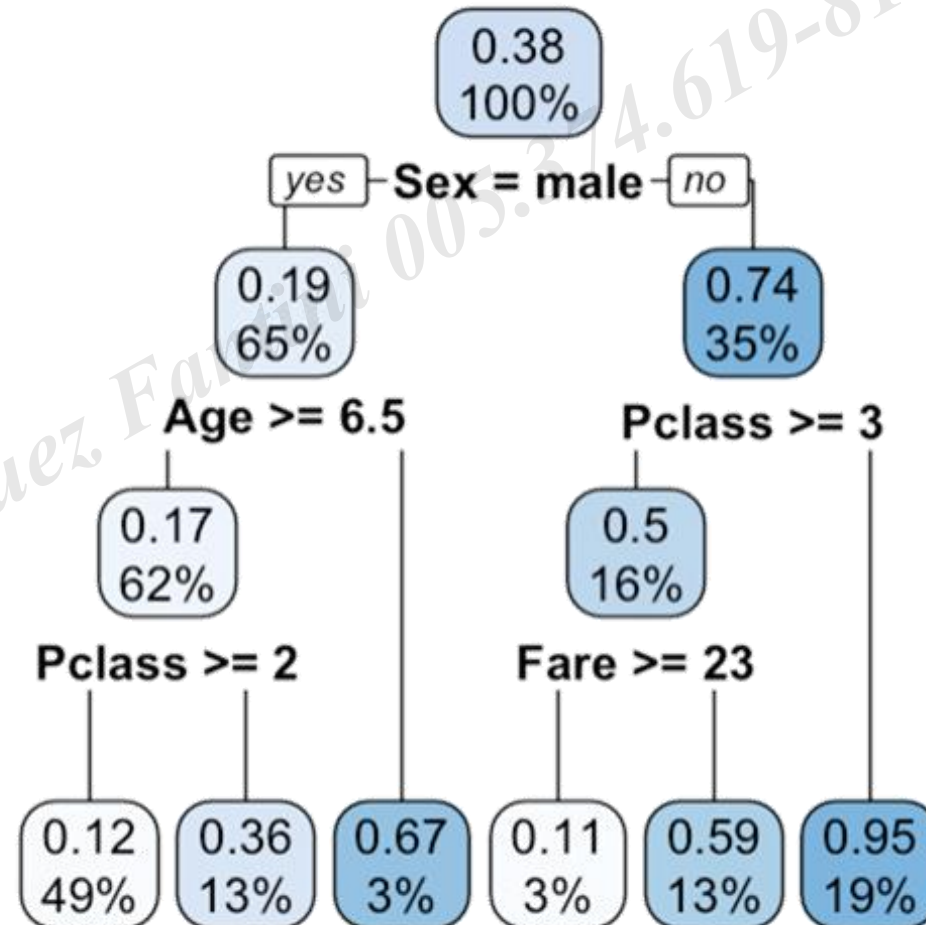 0.38
100%
yes Sex = male no
0.19 0.74
65% 35%
Age >= 6.5 Pclass >= 3
0.17 0.5
62% 16%
Pclass >= 2 Fare >= 23
0.12 0.36 0.67 0.11 0.59 0.95
49% 13% 3% 3% 13% 19%